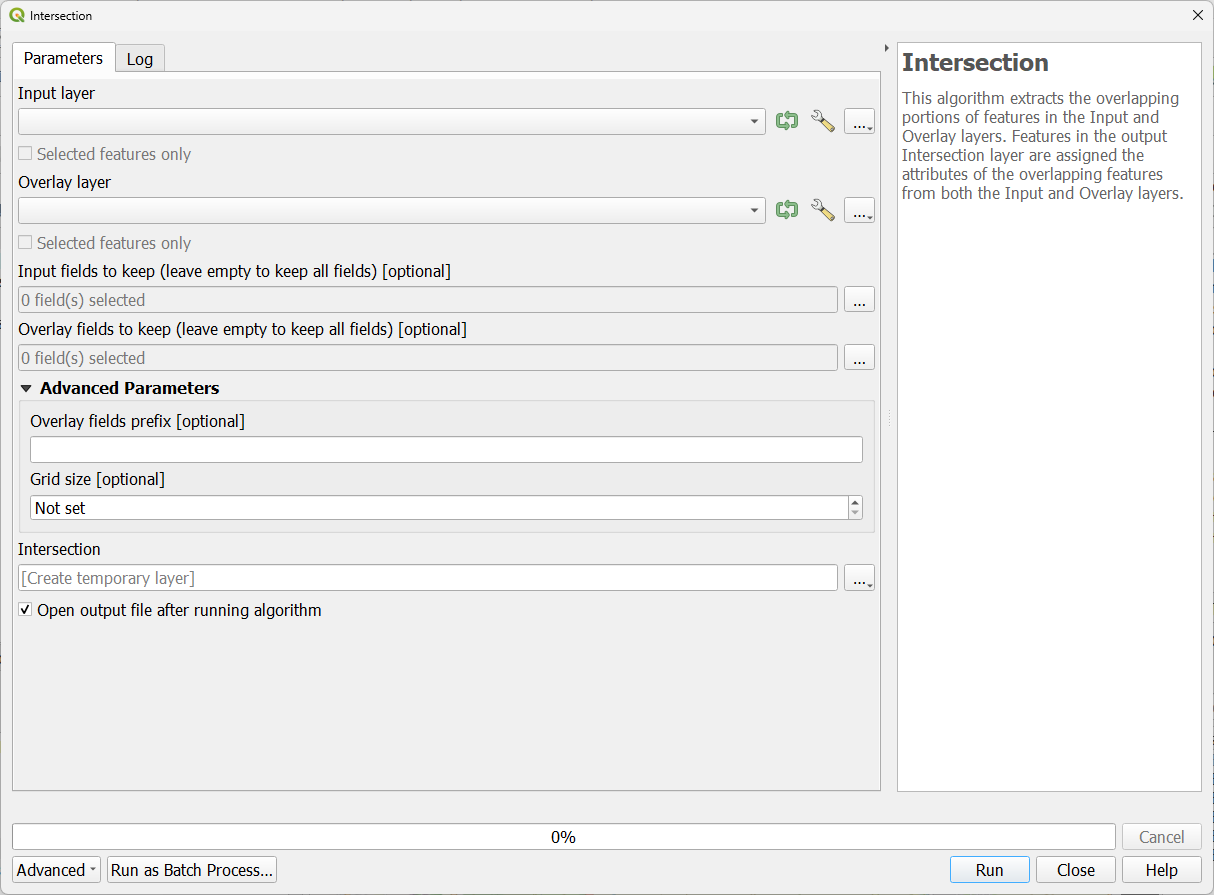 Intersection
Parameters
Log
Input layer
...
Selected features only
Overlay layer
...
Selected features only
Input fields to keep (leave empty to keep all fields) [optional]
0 field(s) selected
...
Overlay fields to keep (leave empty to keep all fields) [optional]
0 field(s) selected
...
Advanced Parameters
Overlay fields prefix [optional]
Grid size [optional]
Not set
Intersection
[Create temporary layer]
...
Open output file after running algorithm
Intersection
This algorithm extracts the overlapping
portions of features in the Input and
Overlay layers. Features in the output
Intersection layer are assigned the
attributes of the overlapping features
from both the Input and Overlay layers.
0%
Cancel
Advanced
Run as Batch Process...
Run
Close
Help